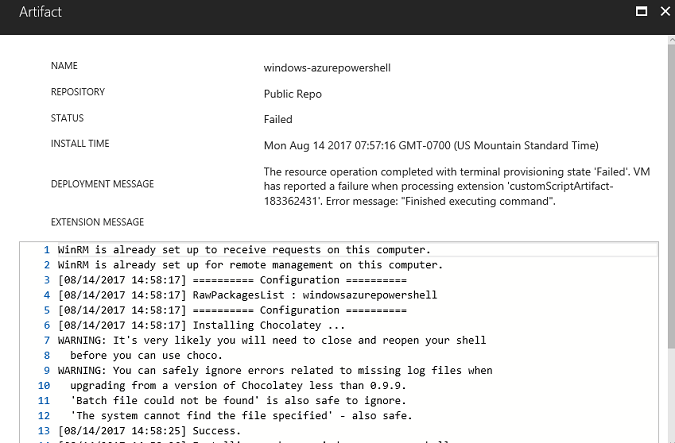 Artifact
NAME windows-azurepowershell
REPOSITORY Public Repo
STATUS Failed
INSTALL TIME Mon Aug 14 2017 07:57:16 GMT-0700 (US Mountain Standard Time)
DEPLOYMENT MESSAGE The resource operation completed with terminal provisioning state 'Failed'. VM
has reported a failure when processing extension 'customScriptArtifact-
183362431'. Error message: "Finished executing command".
EXTENSION MESSAGE
1 WinRM is already set up to receive requests on this computer.
2 WinRM is already set up for remote management on this computer.
3 [08/14/2017 14:58:17] ========== Configuration ==========
4 [08/14/2017 14:58:17] RawPackagesList : windowsazurepowershell
5 [08/14/2017 14:58:17] ========== Configuration ==========
6 [08/14/2017 14:58:17] Installing Chocolatey ...
7 WARNING: It's very likely you will need to close and reopen your shell
8 before you can use choco.
9 WARNING: You can safely ignore errors related to missing log files when
10 upgrading from a version of Chocolatey less than 0.9.9.
11 'Batch file could not be found' is also safe to ignore.
12 'The system cannot find the file specified' - also safe.
13 [08/14/2017 14:58:25] Success.